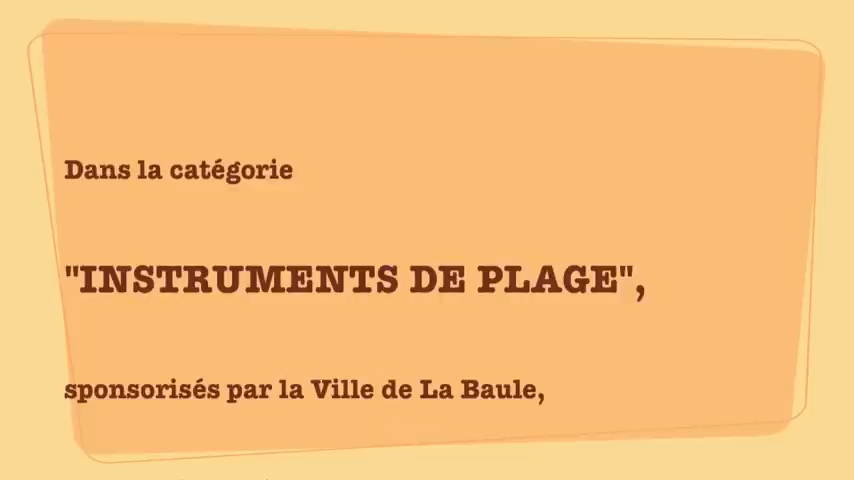 Dans la catégorie
"INSTRUMENTS DE PLAGE",
sponsorisés par la Ville de La Baule,